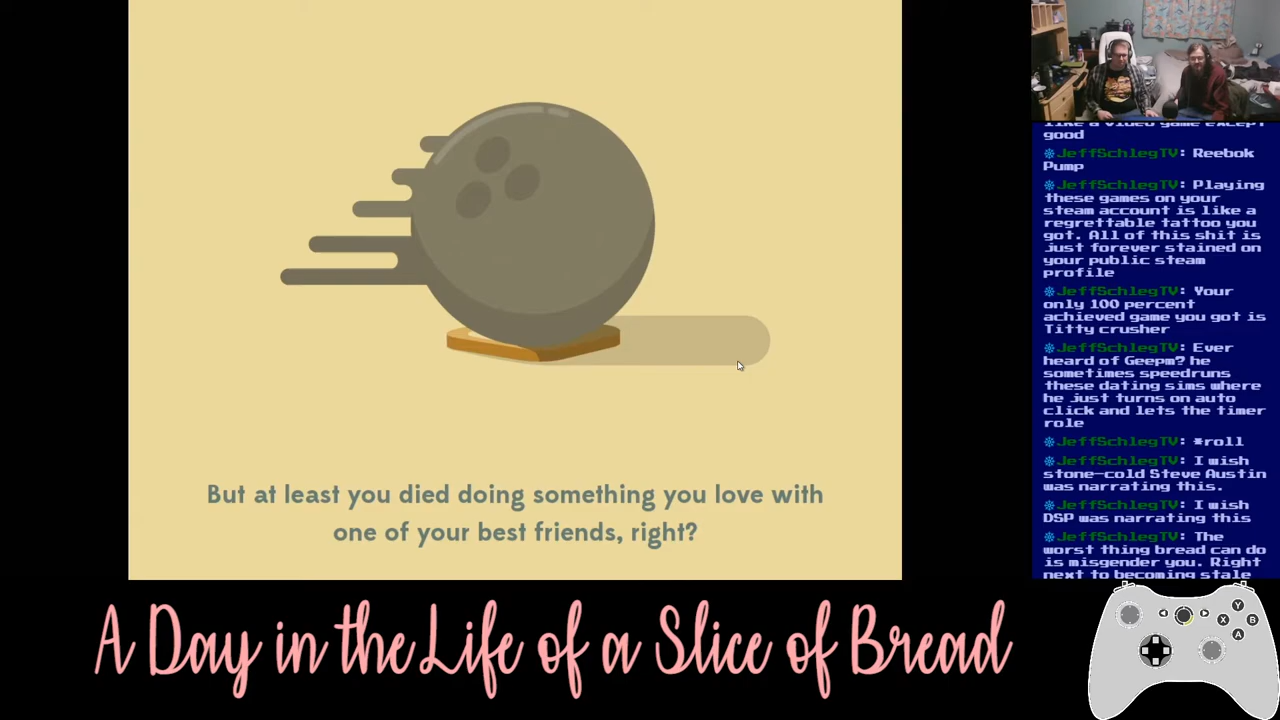 But at least you died doing something you love with
one of your best friends, right?
A Day in the Life of a Slice of Bread
like a video game except
good
JeffSchlegTV: Reebok
Pump
JeffSchlegTV: Playing
these games on your
steam account is like a
regrettable tattoo you
got. All of this shit is
just forever stained on
your public steam
profile
JeffSchlegTV: Your
only 100 percent
achieved game you got is
Titty crusher
JeffSchlegTV: Ever
heard of Geepm? he
sometimes speedruns
these dating sims where
he just turns on auto
click and lets the timer
role
JeffSchlegTV: *roll
JeffSchlegTV: I wish
stone-cold Steve Austin
was narrating this.
JeffSchlegTV: I wish
DSP was narrating this
JeffSchlegTV: The
worst thing bread can do
is misgender you. Right
next to becoming stale
Y
X
B
A